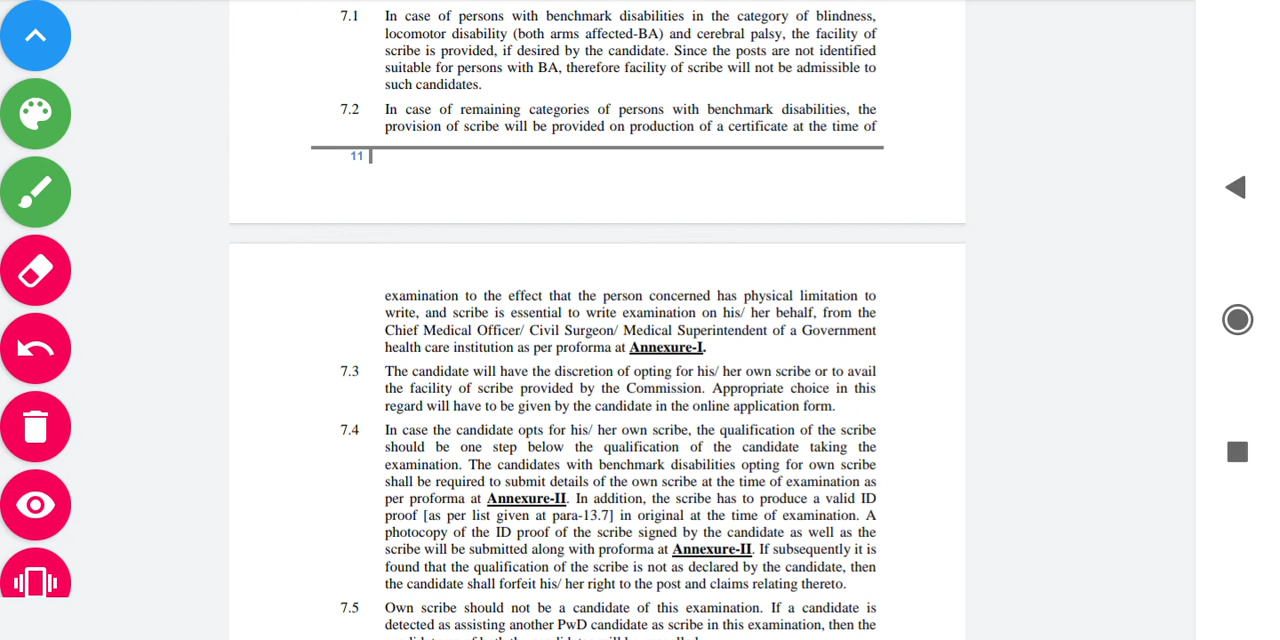 7.1 In case of persons with benchmark disabilities in the category of blindness,
locomotor disability (both arms affected-BA) and cerebral palsy, the facility of
scribe is provided, if desired by the candidate. Since the posts are not identified
suitable for persons with BA, therefore facility of scribe will not be admissible to
such candidates.
7.2 In case of remaining categories of persons with benchmark disabilities, the
provision of scribe will be provided on production of a certificate at the time of
11
examination to the effect that the person concerned has physical limitation to
write, and scribe is essential to write examination on his/ her behalf, from the
Chief Medical Officer/ Civil Surgeon/ Medical Superintendent of a Government
health care institution as per proforma at Annexure-I.
7.3 The candidate will have the discretion of opting for his/ her own scribe or to avail
the facility of scribe provided by the Commission. Appropriate choice in this
regard will have to be given by the candidate in the online application form.
7.4 In case the candidate opts for his/ her own scribe, the qualification of the scribe
should be one step below the qualification of the candidate taking the
examination. The candidates with benchmark disabilities opting for own scribe
shall be required to submit details of the own scribe at the time of examination as
per proforma at Annexure-II. In addition, the scribe has to produce a valid ID
proof [as per list given at para-13.7] in original at the time of examination. A
photocopy of the ID proof of the scribe signed by the candidate as well as the
scribe will be submitted along with proforma at Annexure-II. If subsequently it is
found that the qualification of the scribe is not as declared by the candidate, then
the candidate shall forfeit his/ her right to the post and claims relating thereto.
7.5 Own scribe should not be a candidate of this examination. If a candidate is
detected as assisting another PwD candidate as scribe in this examination, then the